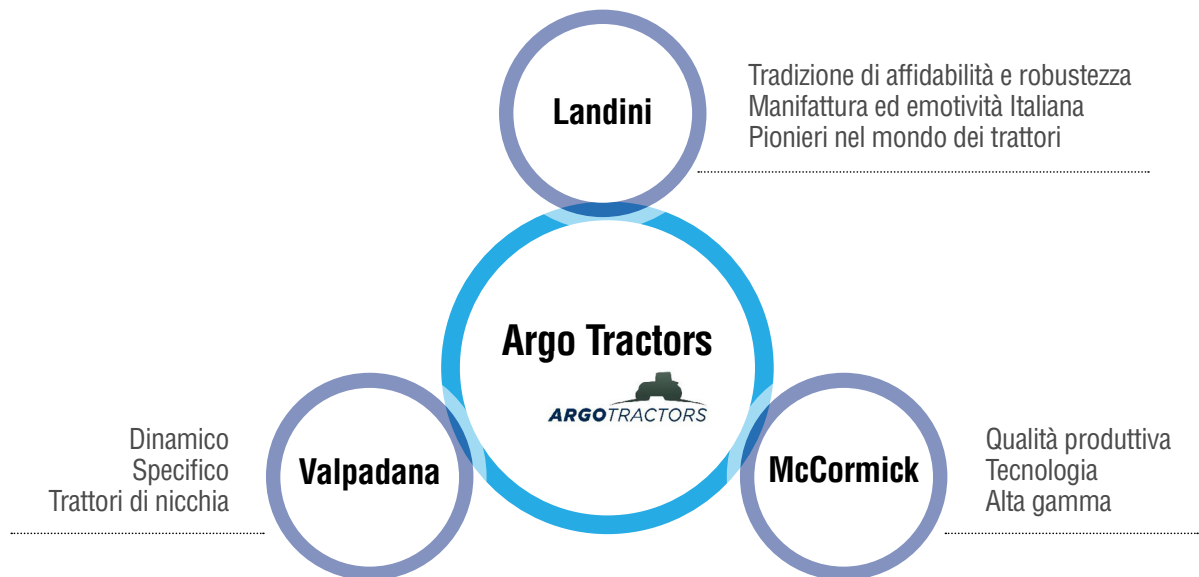 Landini
Tradizione di affidabilità e robustezza
Manifattura ed emotività Italiana
Pionieri nel mondo dei trattori
Argo Tractors
ARGOTRACTORS
Dinamico
Specifico
Trattori di nicchia
Valpadana
McCormick
Qualità produttiva
Tecnologia
Alta gamma